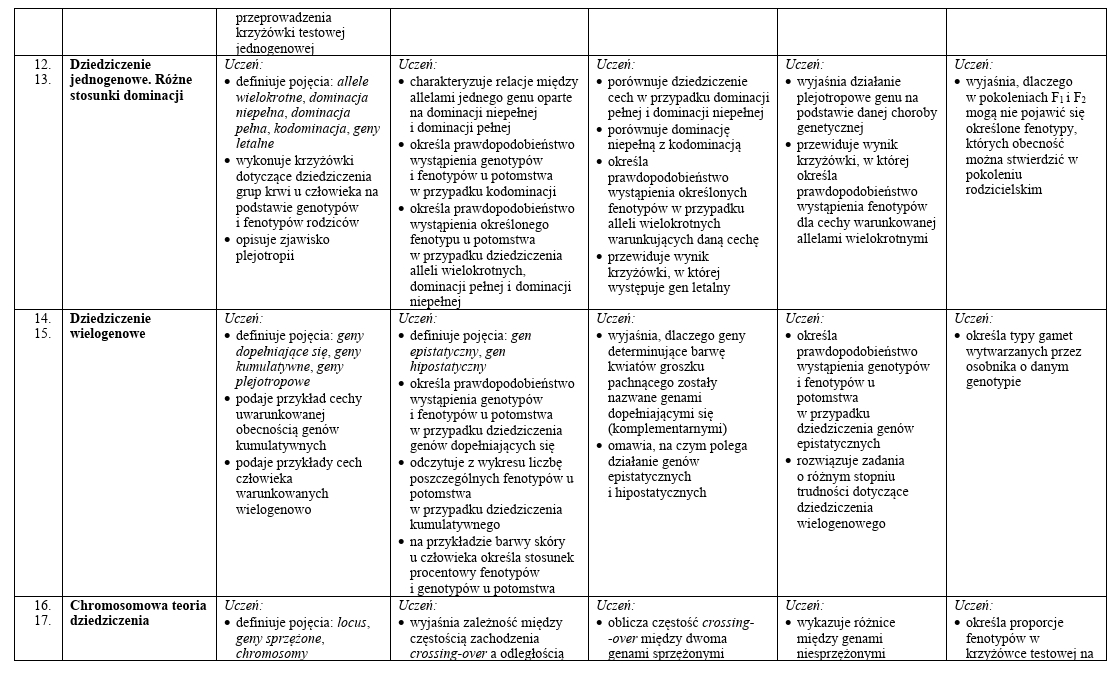 przeprowadzenia
krzyżówki testowej
jednogenowej
12.
13.
Dziedziczenie
jednogenowe. Różne
stosunki dominacji
Uczeń:
• definiuje pojęcia: allele
wielokrotne, dominacja
niepełna, dominacja
pełna, kodominacja, geny
letalne
• wykonuje krzyżówki
dotyczące dziedziczenia
grup krwi u człowieka na
podstawie genotypów
i fenotypów rodziców
• opisuje zjawisko
plejotropii
Uczeń:
• charakteryzuje relacje między
allelami jednego genu oparte
na dominacji niepełnej
i dominacji pełnej
• określa prawdopodobieństwo
wystąpienia genotypów
i fenotypów u potomstwa
w przypadku kodominacji
• określa prawdopodobieństwo
wystąpienia określonego
fenotypu u potomstwa
w przypadku dziedziczenia
alleli wielokrotnych,
dominacji pełnej i dominacji
niepełnej
Uczeń:
• porównuje dziedziczenie
cech w przypadku dominacji
pełnej i dominacji niepełnej
• porównuje dominację
niepełną z kodominacją
• określa
prawdopodobieństwo
wystąpienia określonych
fenotypów w przypadku
alleli wielokrotnych
warunkujących daną cechę
• przewiduje wynik
krzyżówki, w której
występuje gen letalny
Uczeń:
• wyjaśnia działanie
plejotropowe genu na
podstawie danej choroby
genetycznej
• przewiduje wynik
krzyżówki, w której
określa
prawdopodobieństwo
wystąpienia fenotypów
dla cechy warunkowanej
allelami wielokrotnymi
Uczeń:
• wyjaśnia, dlaczego
w pokoleniach F₁ i F₂
mogą nie pojawić się
określone fenotypy,
których obecność
można stwierdzić w
pokoleniu
rodzicielskim
14.
15.
Dziedziczenie
wielogenowe
Uczeń:
• definiuje pojęcia: geny
dopełniające się, geny
kumulatywne, geny
plejotropowe
• podaje przykład cechy
uwarunkowanej
obecnością genów
kumulatywnych
• podaje przykłady cech
człowieka
warunkowanych
wielogenowo
Uczeń:
• definiuje pojęcia: gen
epistatyczny, gen
hipostatyczny
• określa prawdopodobieństwo
wystąpienia genotypów
i fenotypów u potomstwa
w przypadku dziedziczenia
genów dopełniających się
• odczytuje z wykresu liczbę
poszczególnych fenotypów u
potomstwa
w przypadku dziedziczenia
kumulatywnego
• na przykładzie barwy skóry
u człowieka określa stosunek
procentowy fenotypów
i genotypów u potomstwa
Uczeń:
• wyjaśnia, dlaczego geny
determinujące barwę
kwiatów groszku
pachnącego zostały
nazwane genami
dopełniającymi się
(komplementarnymi)
• omawia, na czym polega
działanie genów
epistatycznych
i hipostatycznych
Uczeń:
• określa
prawdopodobieństwo
wystąpienia genotypów
i fenotypów u
potomstwa
w przypadku
dziedziczenia genów
epistatycznych
• rozwiązuje zadania
o różnym stopniu
trudności dotyczące
dziedziczenia
wielogenowego
Uczeń:
• określa typy gamet
wytwarzanych przez
osobnika o danym
genotypie
16.
17.
Chromosomowa teoria
dziedziczenia
Uczeń:
• definiuje pojęcia: locus,
geny sprzężone,
chromosomy
Uczeń:
• wyjaśnia zależność między
częstością zachodzenia
crossing-over a odległością
Uczeń:
• oblicza częstość crossing-
-over między dwoma
genami sprzężonymi
Uczeń:
• wykazuje różnice
między genami
niesprzężonymi
Uczeń:
• określa proporcje
fenotypów w
krzyżówce testowej na